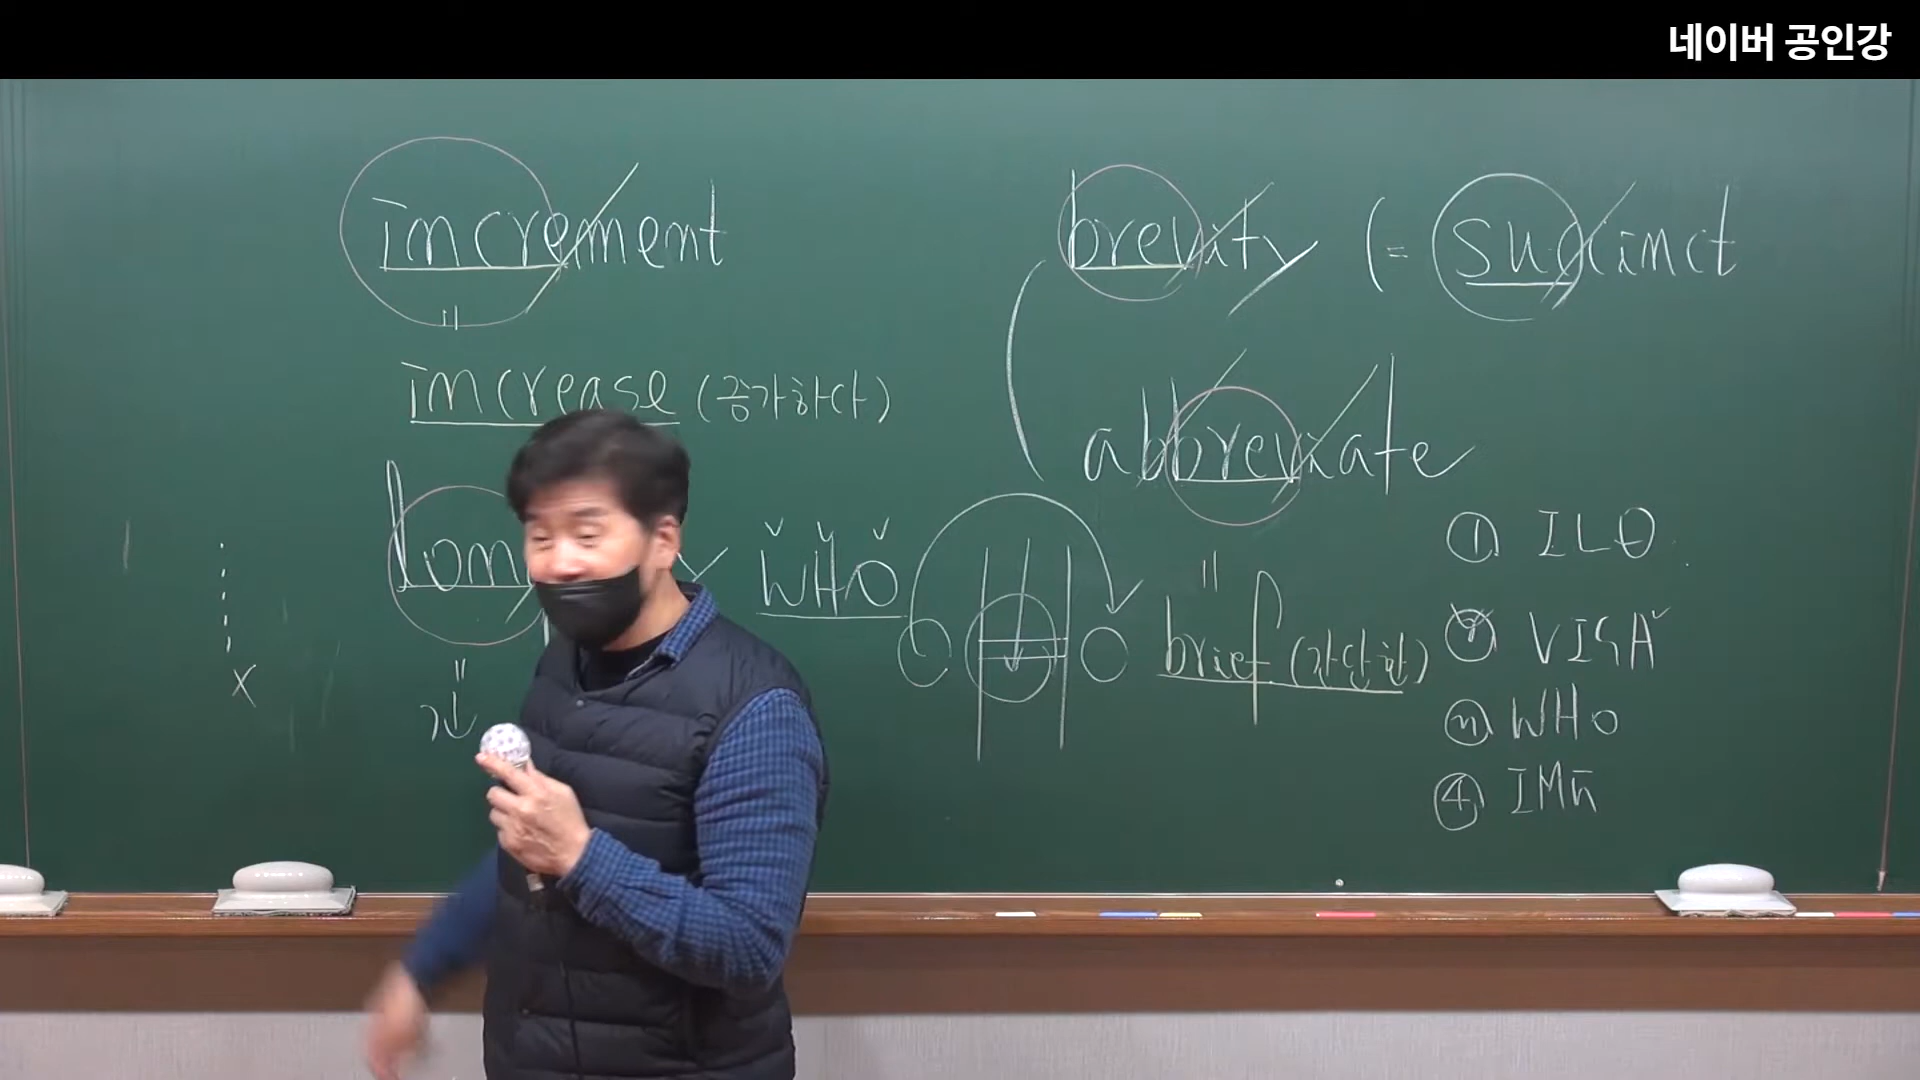 네이버 공인강
increment
brevity (= succinct
increase (증가하다)
abbreviate
WHO
brief (간단한)
① ILO
② VISA
③ WHO
④ IMF
X